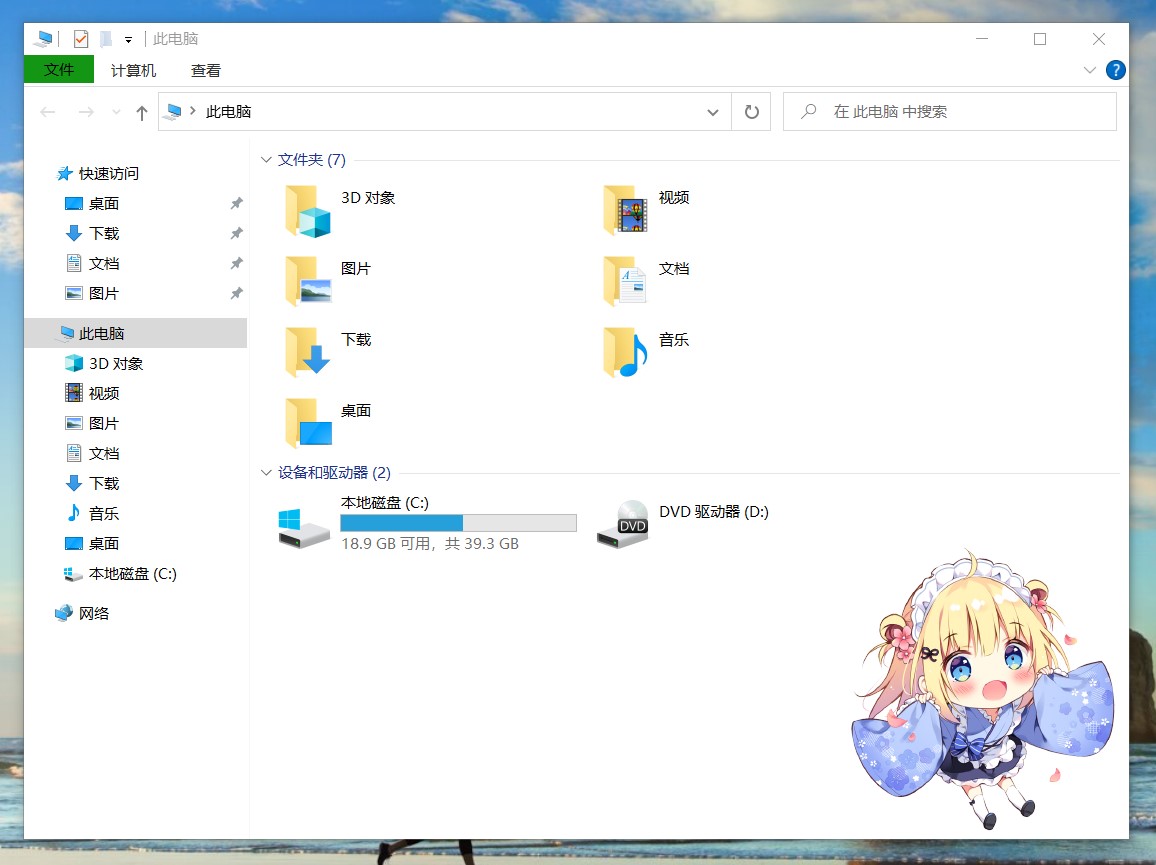 此电脑
文件 计算机 查看
此电脑
在 此电脑 中搜索
快速访问
桌面
下载
文档
图片
此电脑
3D 对象
视频
图片
文档
下载
音乐
桌面
本地磁盘 (C:)
网络
文件夹 (7)
3D 对象
视频
图片
文档
下载
音乐
桌面
设备和驱动器 (2)
本地磁盘 (C:)
18.9 GB 可用，共 39.3 GB
DVD
DVD 驱动器 (D:)